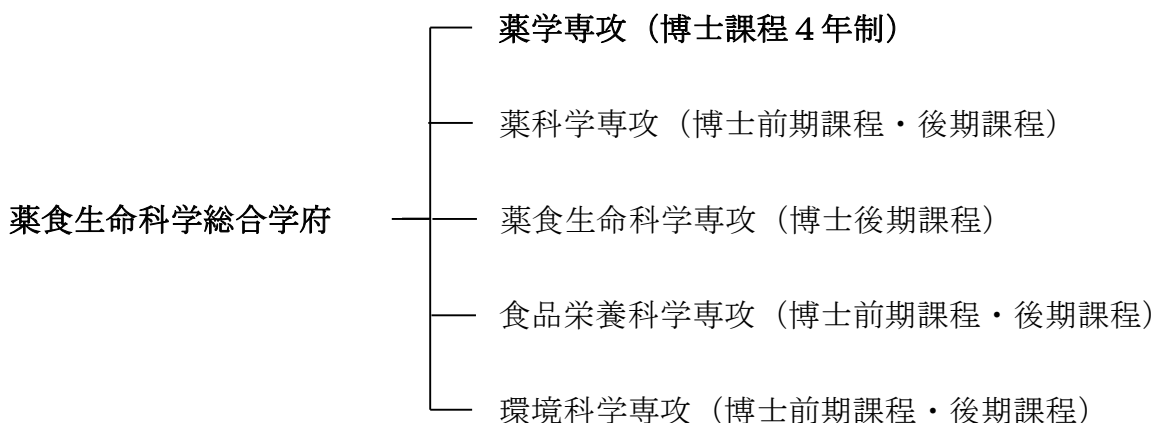 薬学専攻（博士課程４年制）
薬科学専攻（博士前期課程・後期課程）
薬食生命科学総合学府
薬食生命科学専攻（博士後期課程）
食品栄養科学専攻（博士前期課程・後期課程）
環境科学専攻（博士前期課程・後期課程）